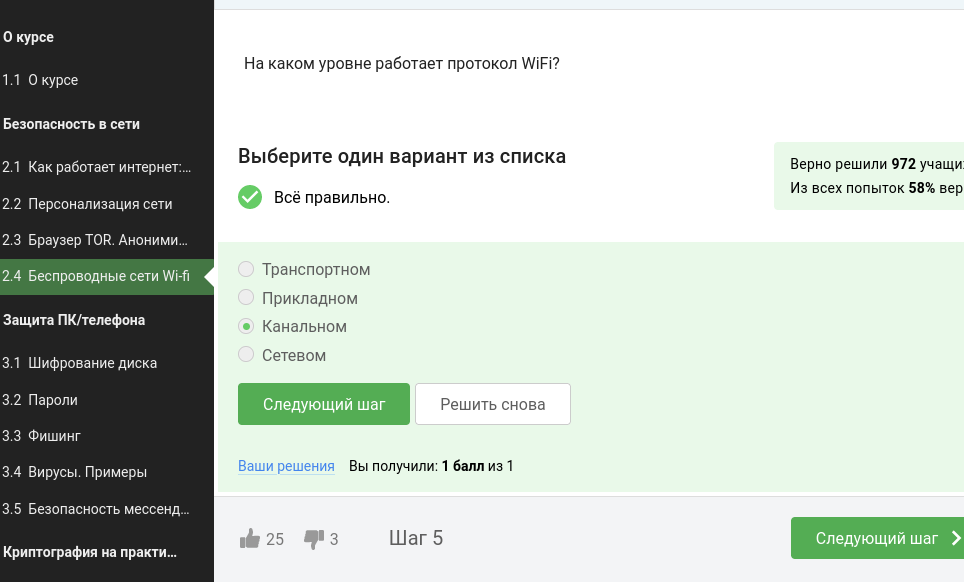 О курсе
1.1 О курсе
Безопасность в сети
2.1 Как работает интернет:...
2.2 Персонализация сети
2.3 Браузер TOR. Аноними...
2.4 Беспроводные сети Wi-fi
Защита ПК/телефона
3.1 Шифрование диска
3.2 Пароли
3.3 Фишинг
3.4 Вирусы. Примеры
3.5 Безопасность мессенд...
Криптография на практи...
На каком уровне работает протокол WiFi?
Выберите один вариант из списка
Всё правильно.
Верно решили 972 учащи
Из всех попыток 58% вер
Транспортном
Прикладном
Канальном
Сетевом
Следующий шаг
Решить снова
Ваши решения Вы получили: 1 балл из 1
25 3 Шаг 5
Следующий шаг